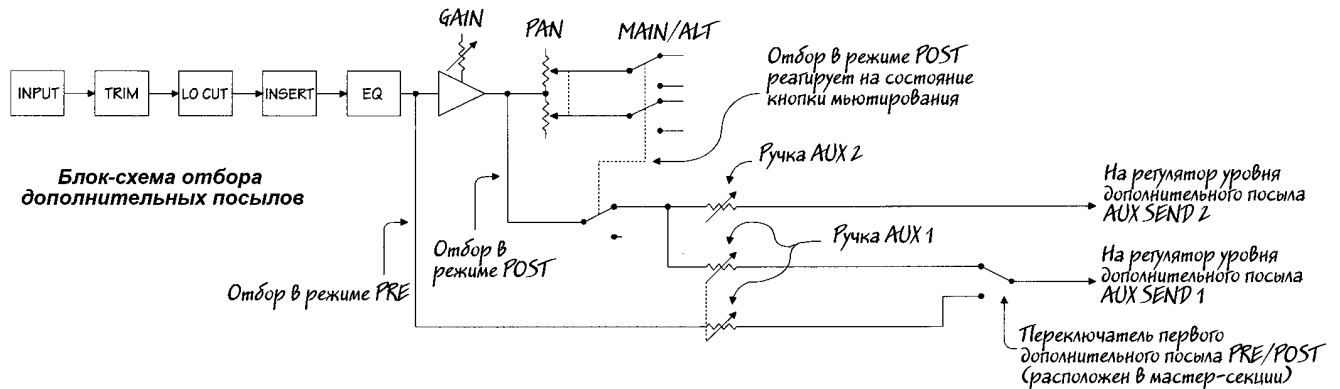 GAIN
PAN
MAIN/ALT
INPUT
TRIM
LO CUT
INSERT
EQ
Отбор в режиме POST
реагирует на состояние
кнопки мьютирования
Блок-схема отбора
дополнительных посылов
Ручка AUX 2
На регулятор уровня
дополнительного посыла
AUX SEND 2
Отбор в
режиме POST
Ручка AUX 1
Отбор в режиме PRE
На регулятор уровня
дополнительного посыла
AUX SEND 1
Переключатель первого
дополнительного посыла PRE/POST
(расположен в мастер-секции)